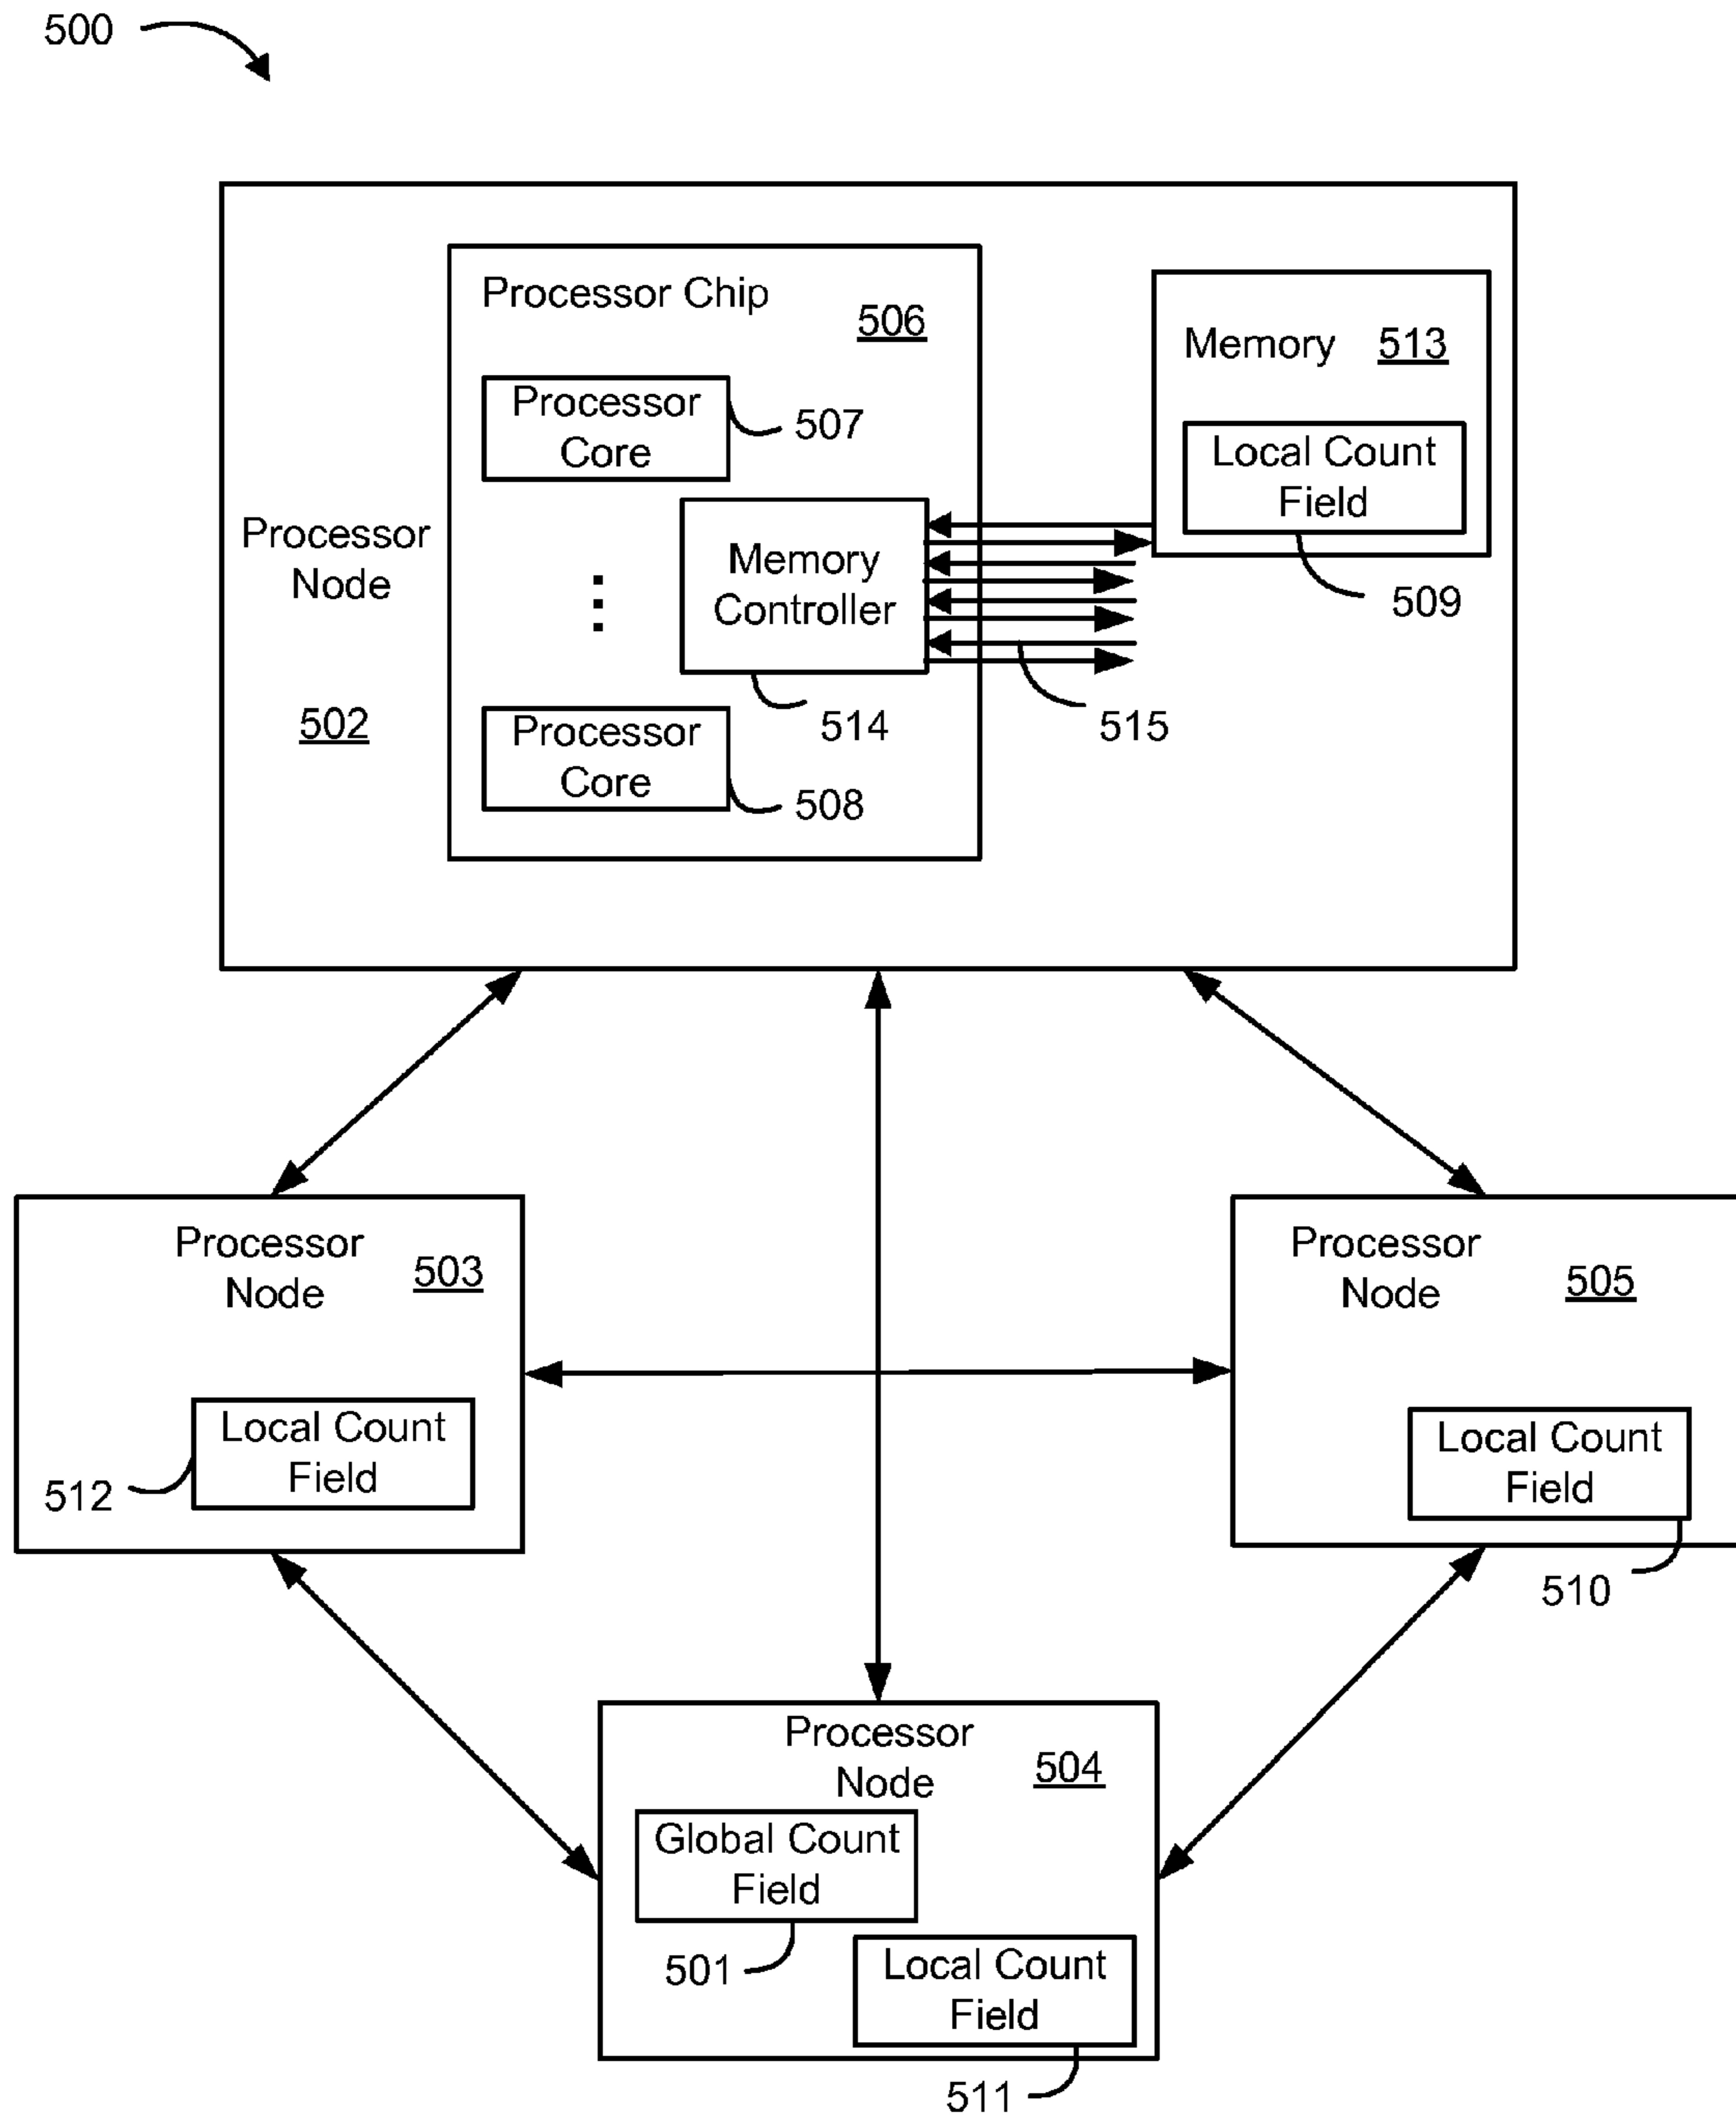 500
Processor Chip
506
Memory 513
Processor
Core
507
Local Count
Field
509
Processor
Node
502
Memory
Controller
514
515
Processor
Core
508
Processor
Node
503
Local Count
Field
512
Processor
Node
505
Local Count
Field
510
Processor
Node
504
Global Count
Field
501
Local Count
Field
511